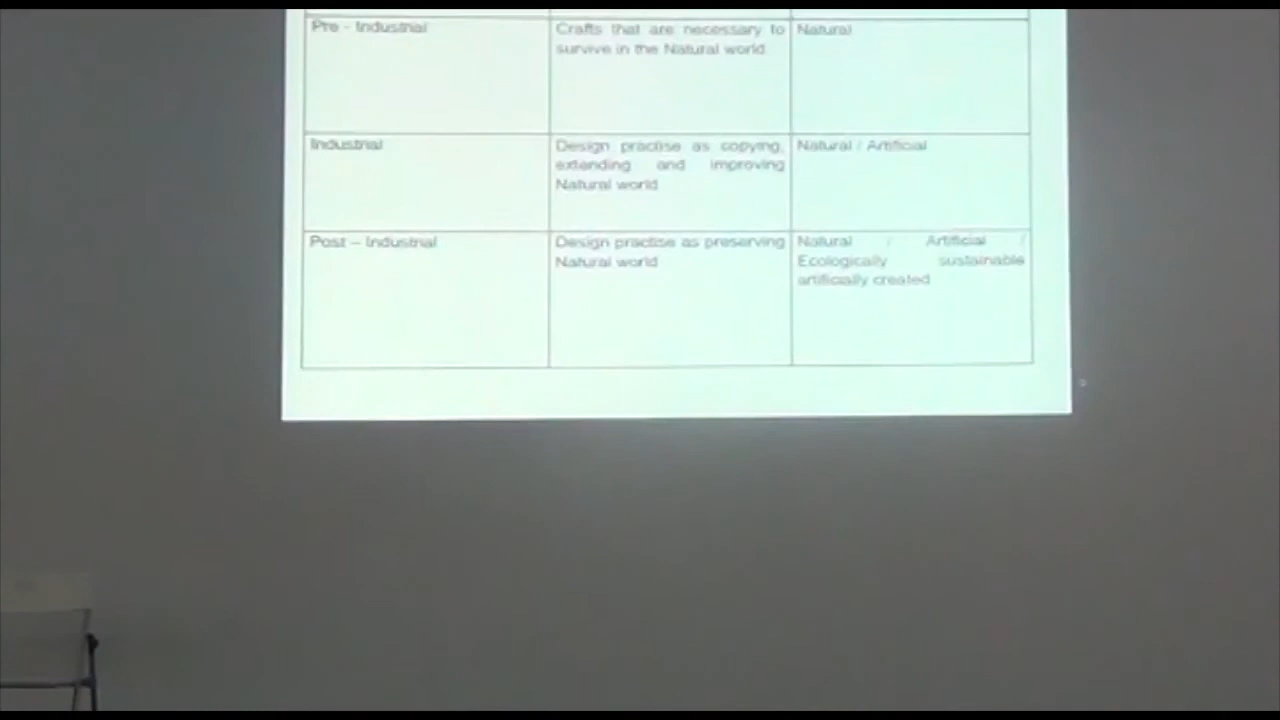 Pre - Industrial
Crafts that are necessary to
survive in the Natural world
Natural
Industrial
Design practise as copying,
extending and improving
Natural world
Natural / Artificial
Post – Industrial
Design practise as preserving
Natural world
Natural / Artificial /
Ecologically sustainable
artificially created